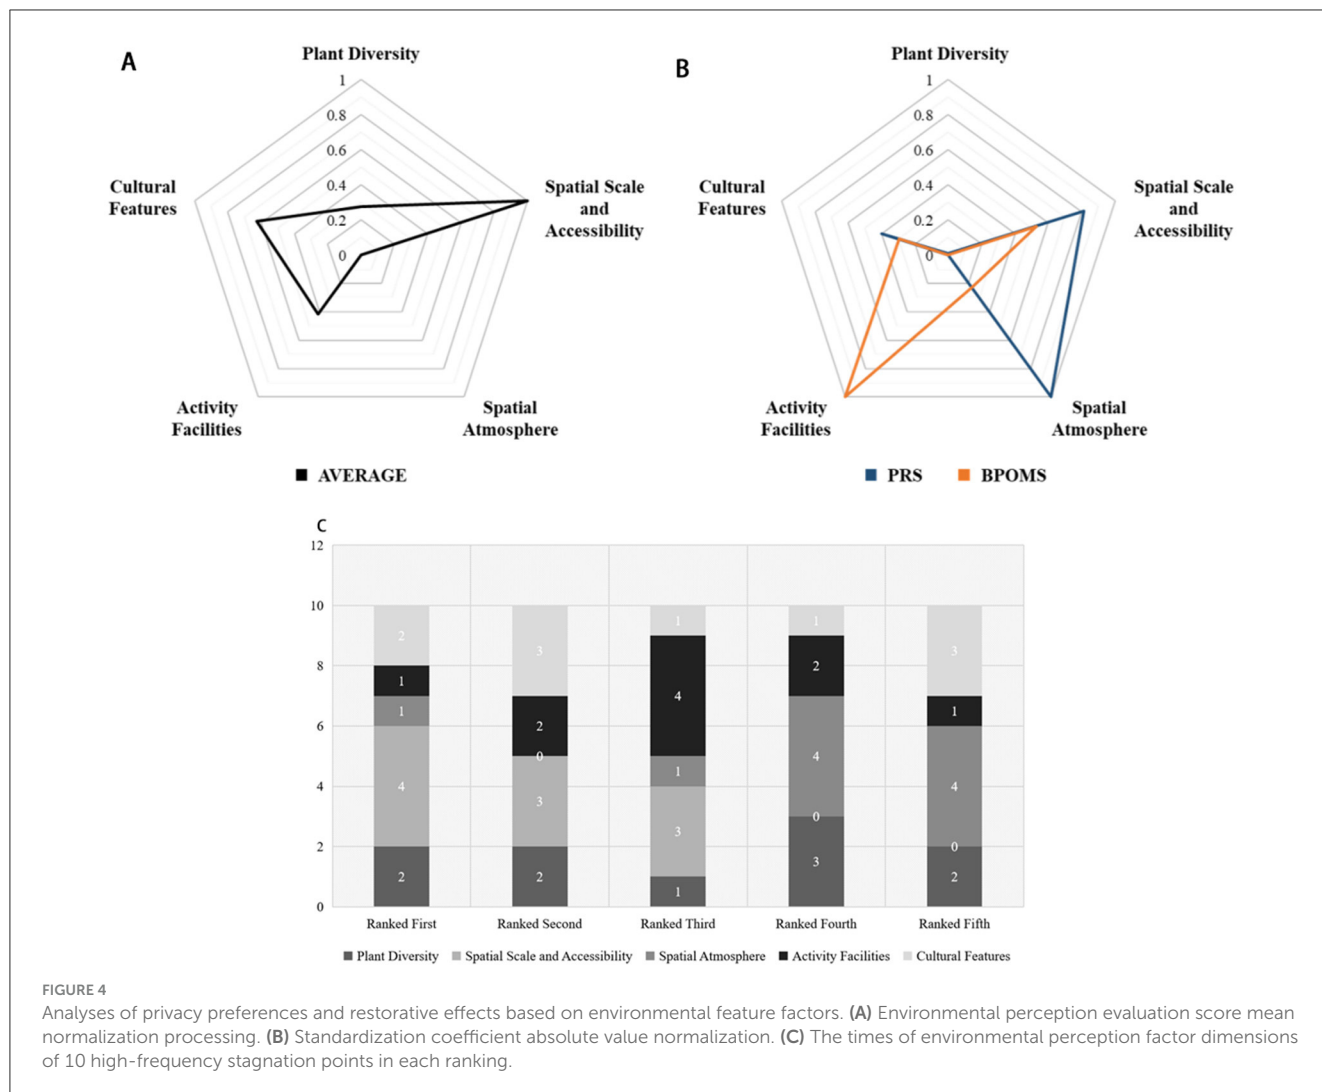 A
Plant Diversity
1
0.8
0.6
0.4
0.2
0
Cultural
Features
Spatial Scale
and
Accessibility
Activity
Facilities
Spatial
Atmosphere
AVERAGE
B
Plant Diversity
1
0.8
0.6
0.4
0.2
0
Cultural
Features
Spatial Scale
and
Accessibility
Activity
Facilities
Spatial
Atmosphere
PRS BPOMS
C
12
10
8
6
4
2
0
2
1
1
4
2
3
2
0
3
2
1
4
1
3
1
1
2
4
0
3
3
1
4
0
2
Ranked First Ranked Second Ranked Third Ranked Fourth Ranked Fifth
Plant Diversity Spatial Scale and Accessibility Spatial Atmosphere Activity Facilities Cultural Features
FIGURE 4
Analyses of privacy preferences and restorative effects based on environmental feature factors. (A) Environmental perception evaluation score mean
normalization processing. (B) Standardization coefficient absolute value normalization. (C) The times of environmental perception factor dimensions
of 10 high-frequency stagnation points in each ranking.